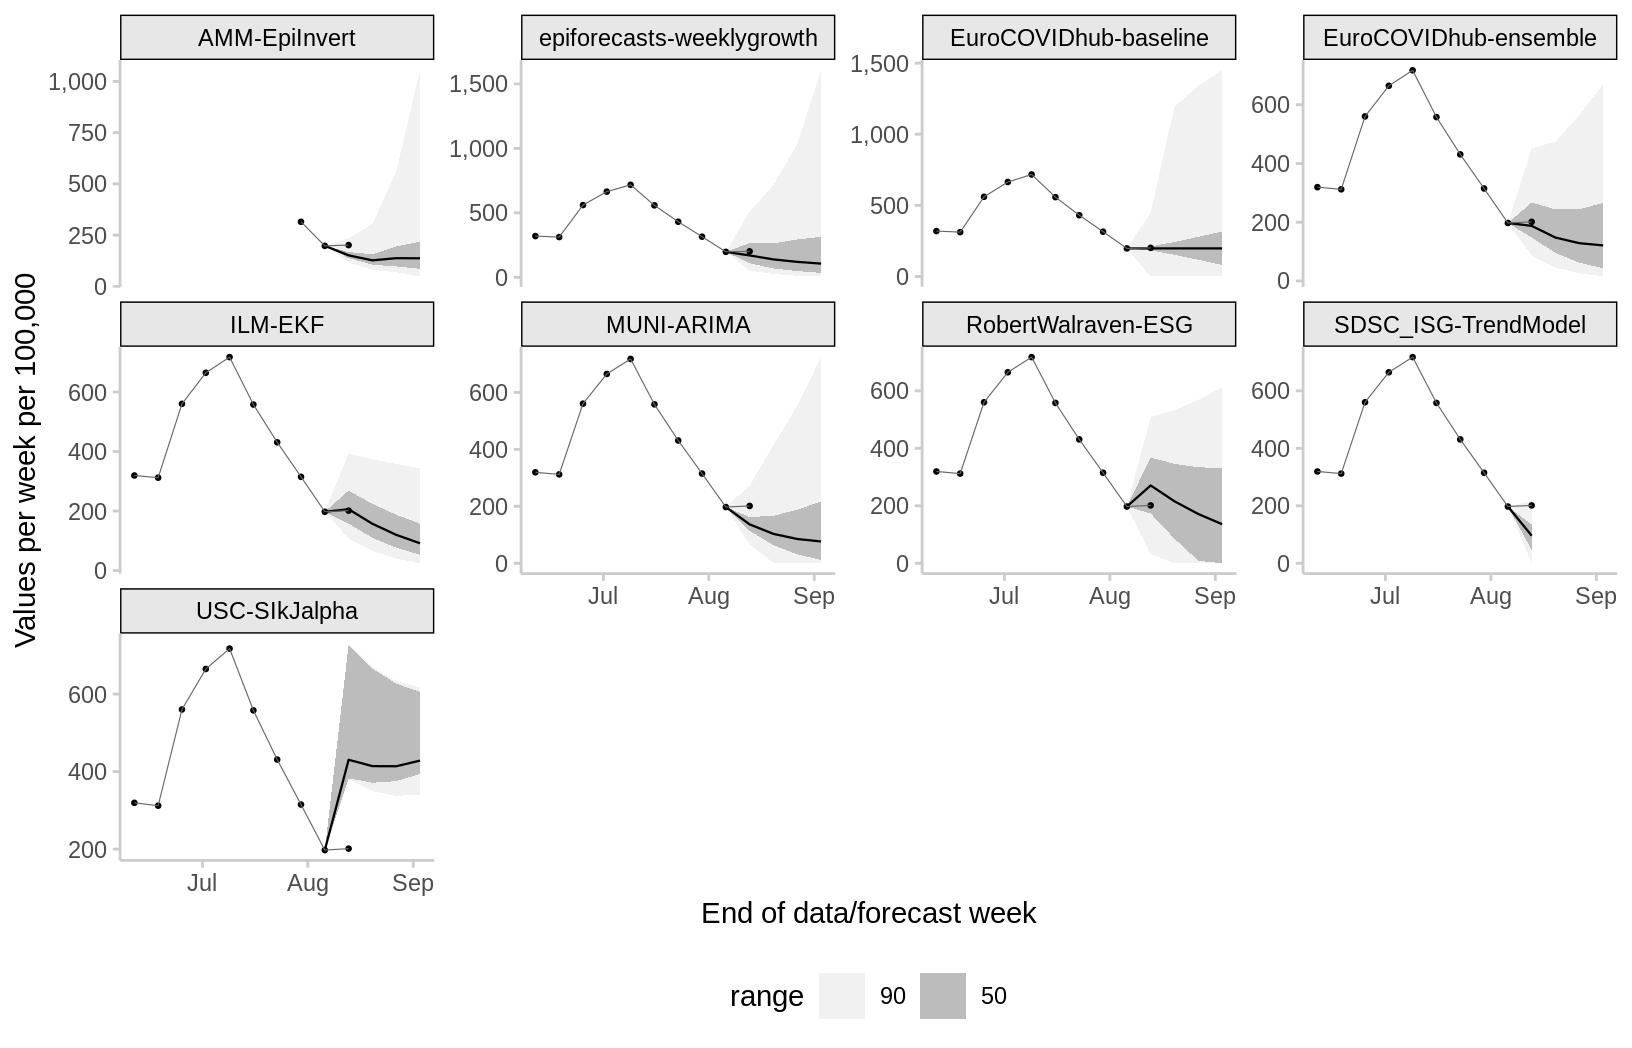 AMM-EpiInvert
epiforecasts-weeklygrowth
EuroCOVIDhub-baseline
EuroCOVIDhub-ensemble
1,000
750
500
250
0
1,500
1,000
500
0
1,500
1,000
500
0
600
400
200
0
Values per week per 100,000
ILM-EKF
MUNI-ARIMA
RobertWalraven-ESG
SDSC_ISG-TrendModel
600
400
200
0
600
400
200
0
Jul Aug Sep
600
400
200
0
Jul Aug Sep
600
400
200
0
Jul Aug Sep
USC-SIkJalpha
600
400
200
Jul Aug Sep
End of data/forecast week
range 90 50